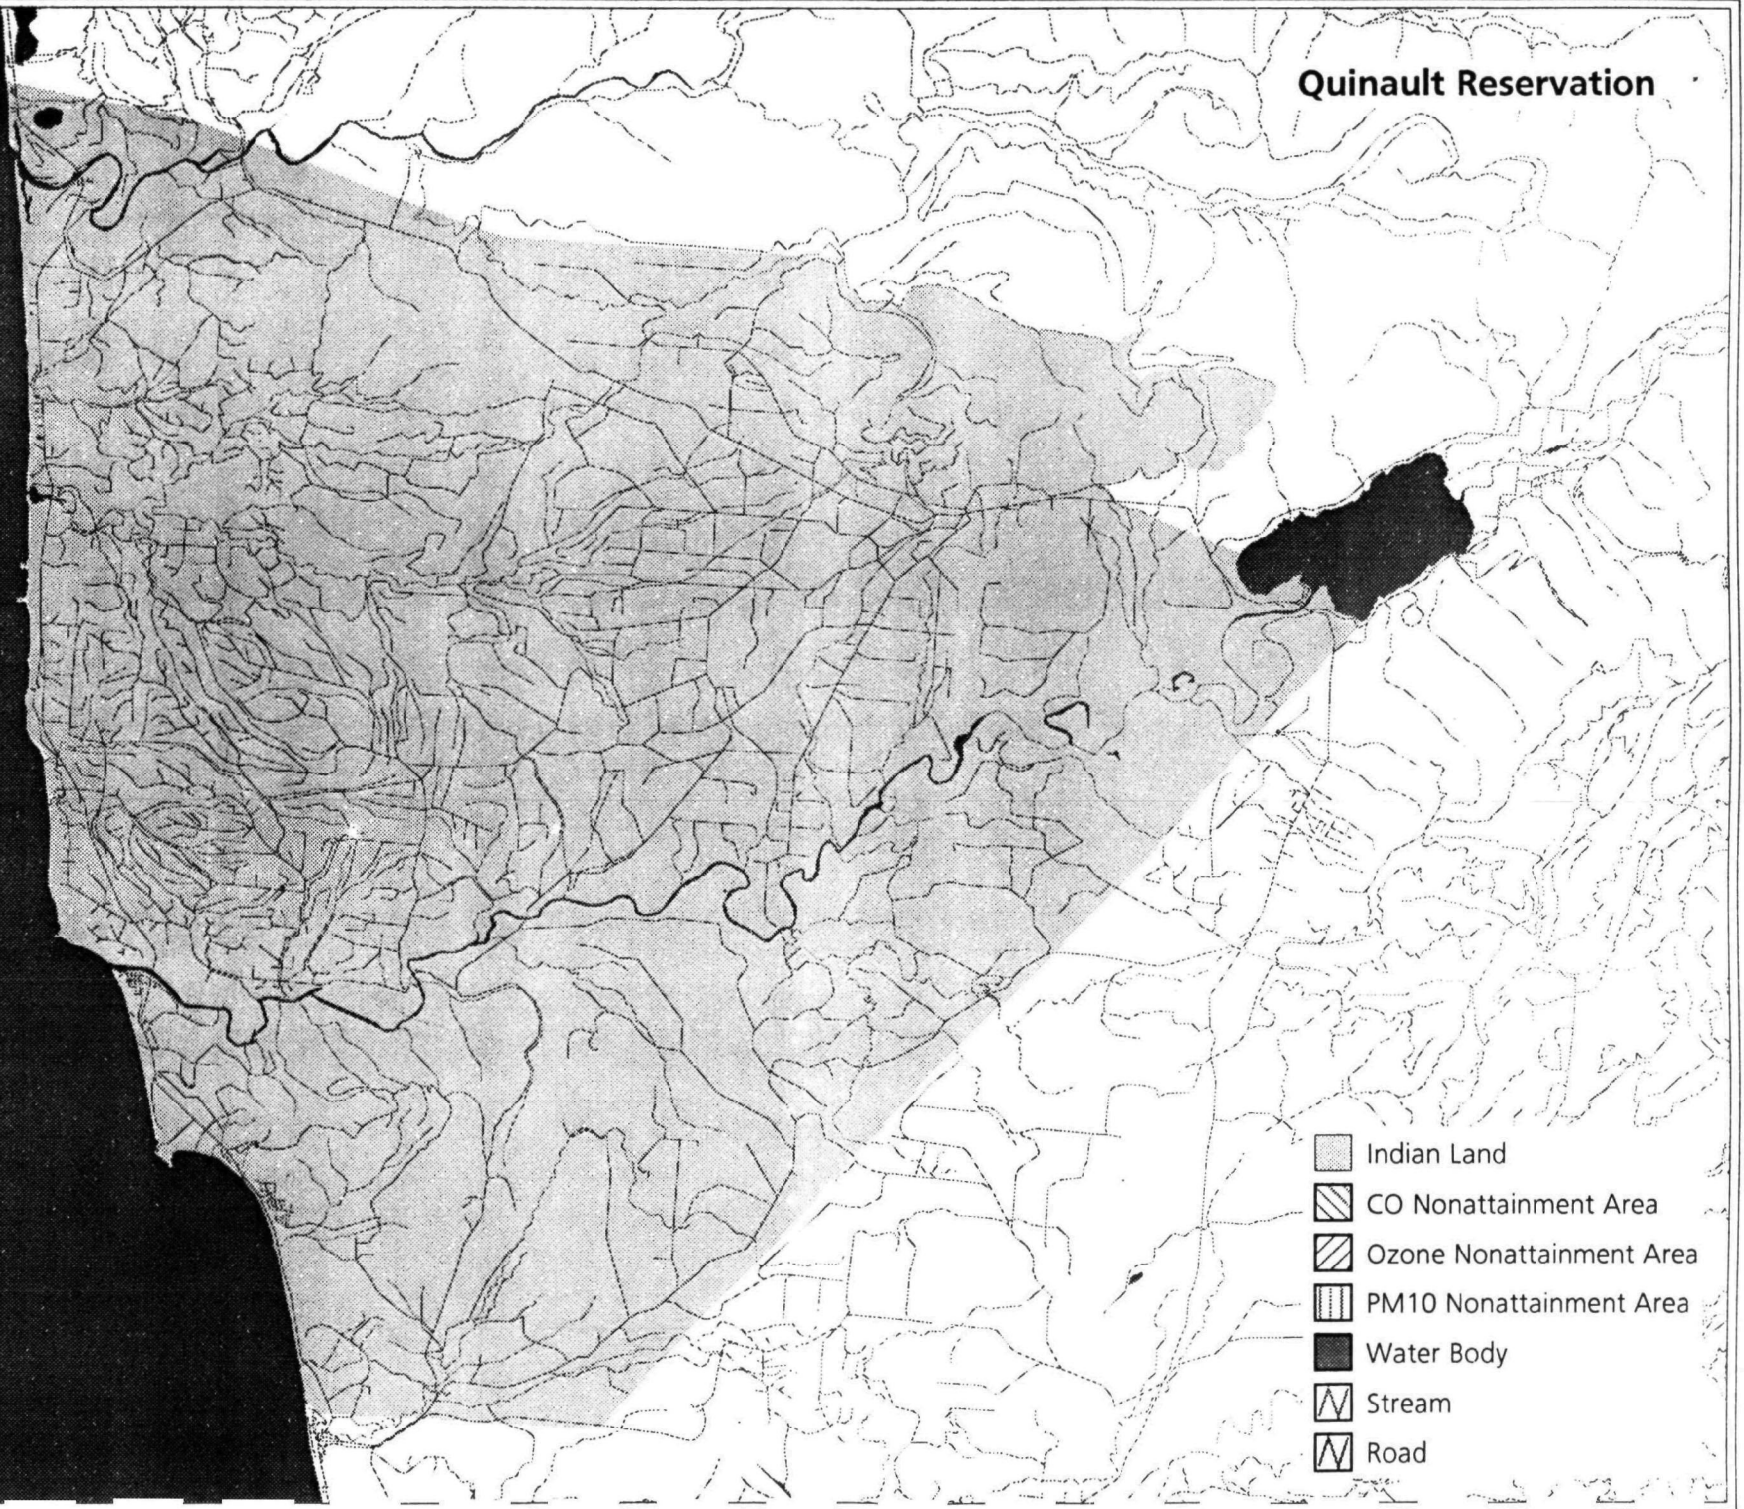 Quinault Reservation
Indian Land
CO Nonattainment Area
Ozone Nonattainment Area
PM10 Nonattainment Area
Water Body
Stream
Road